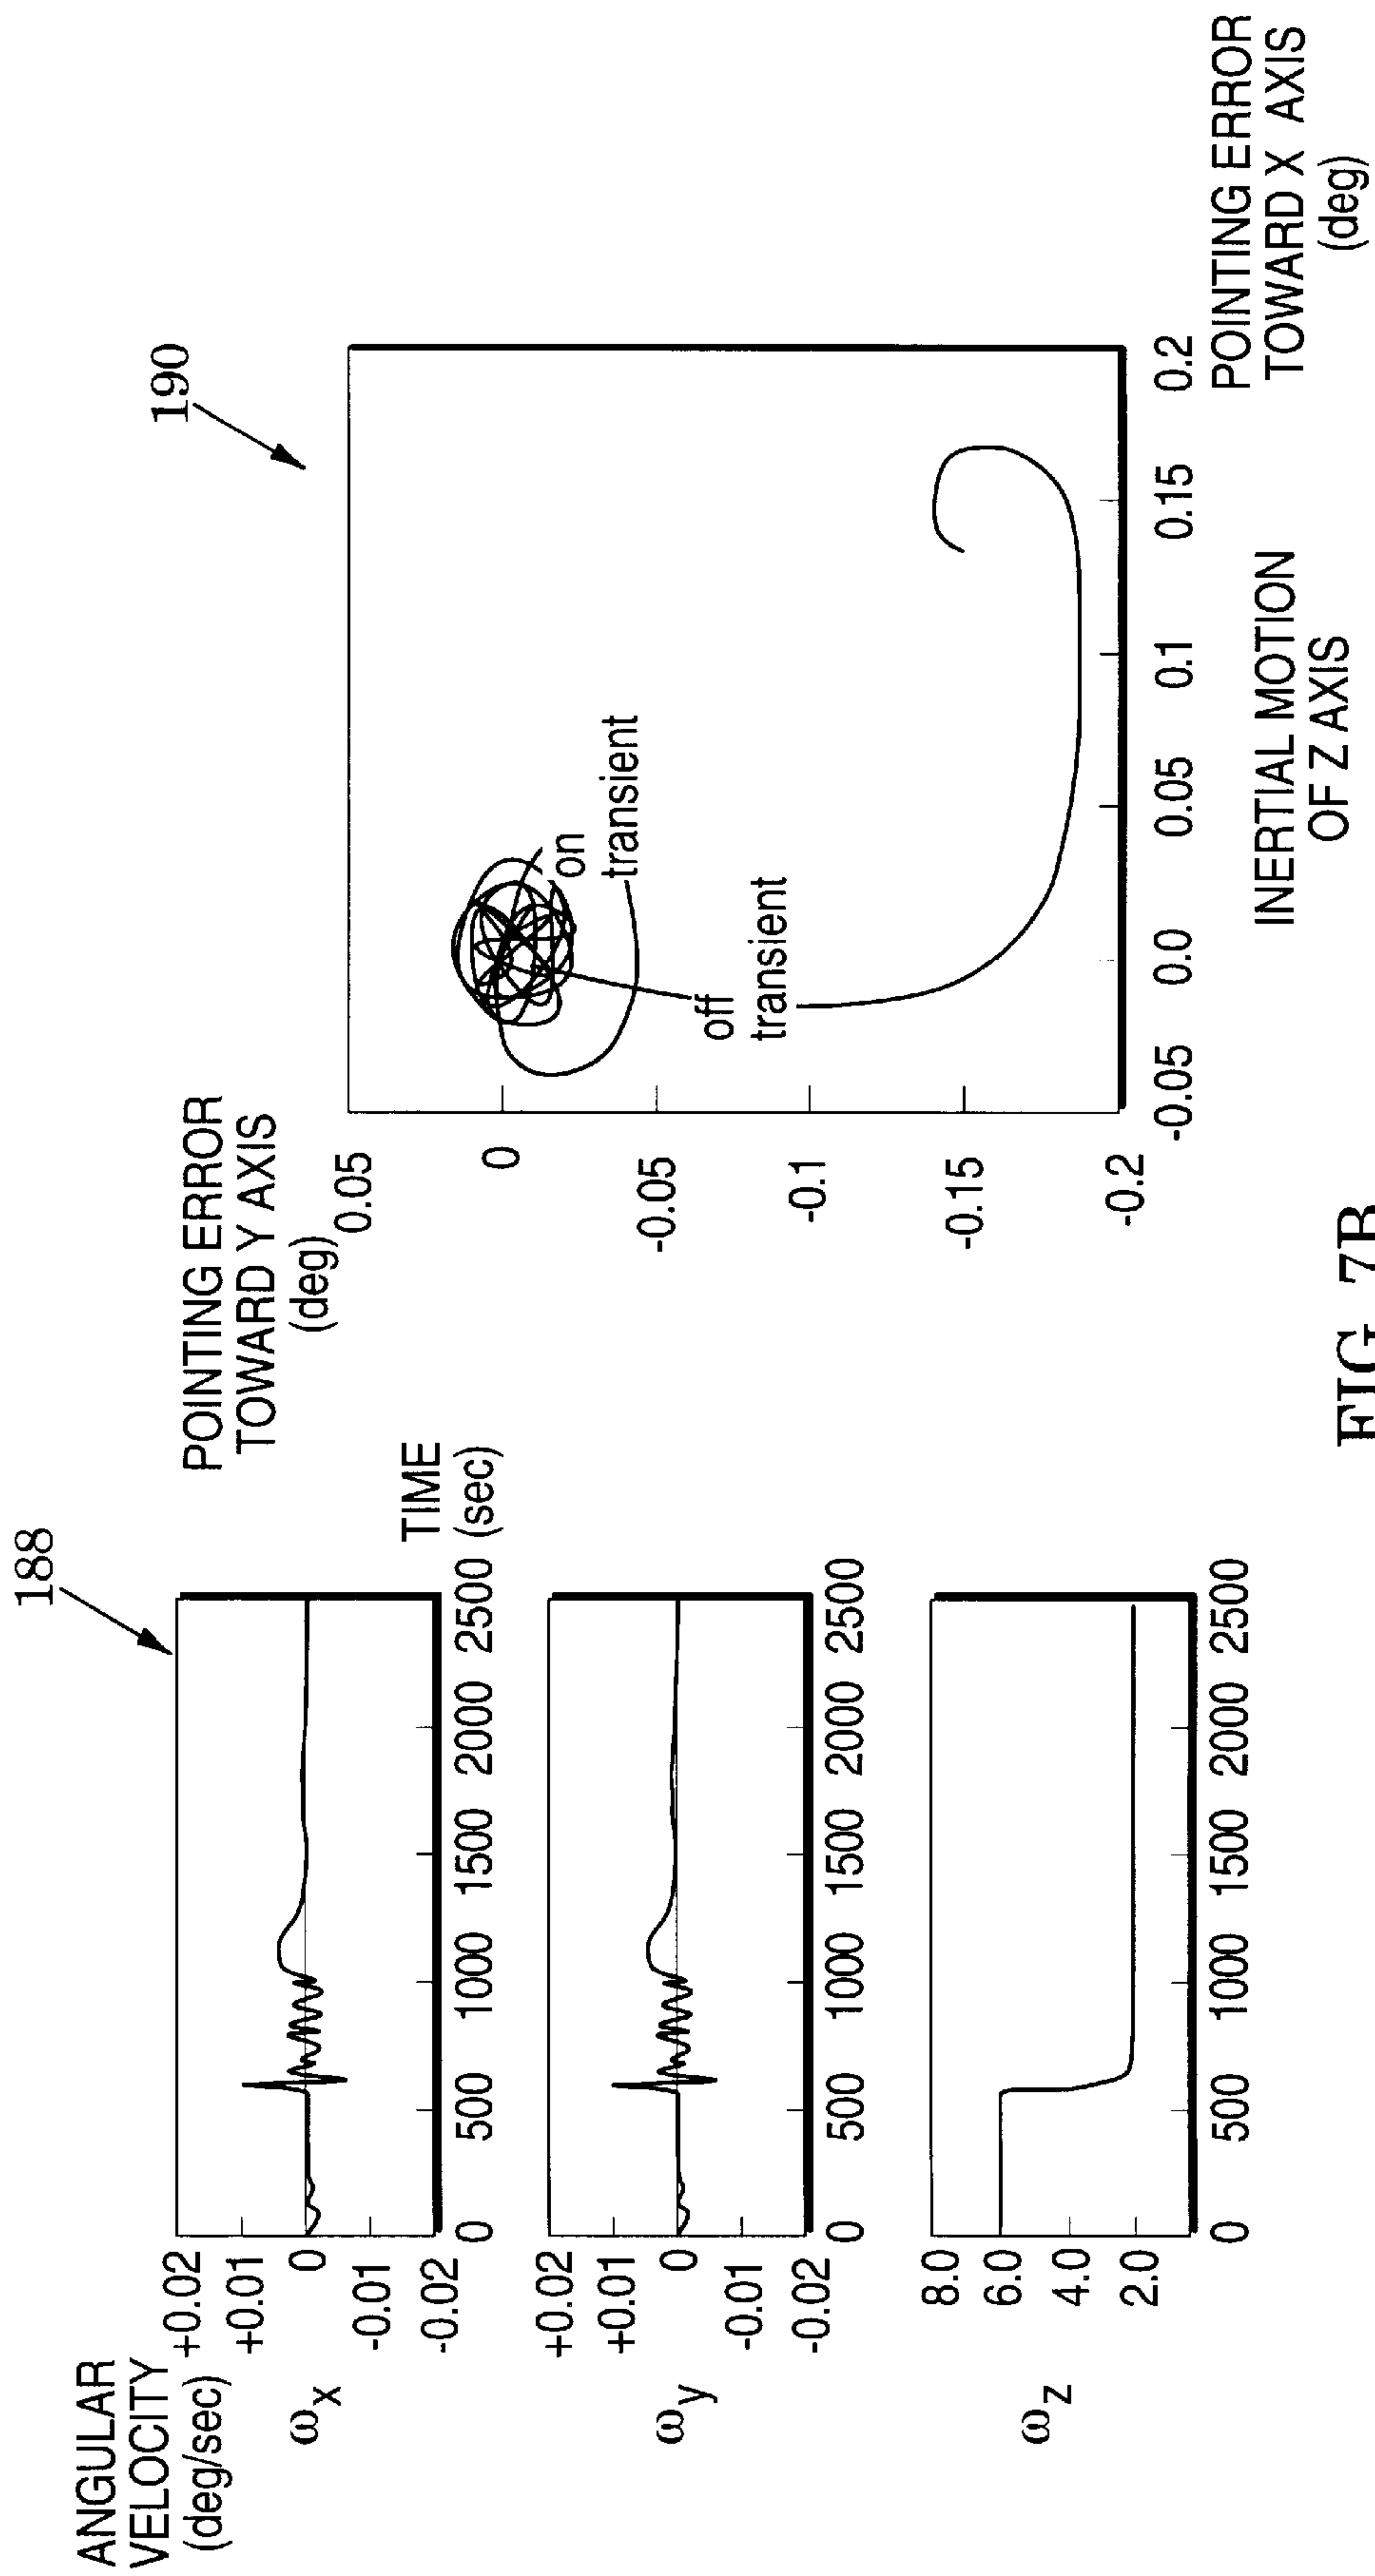 188
ANGULAR
VELOCITY
(deg/sec)
+0.02
+0.01
0
-0.01
-0.02
ωx
0 500 1000 1500 2000 2500
TIME
(sec)
+0.02
+0.01
0
-0.01
-0.02
ωy
0 500 1000 1500 2000 2500
8.0
6.0
4.0
2.0
ωz
0 500 1000 1500 2000 2500
190
POINTING ERROR
TOWARD Y AXIS
(deg)
0.05
0
-0.05
-0.1
-0.15
-0.2
on
transient
off
transient
-0.05 0.0 0.05 0.1 0.15 0.2
POINTING ERROR
TOWARD X AXIS
(deg)
INERTIAL MOTION
OF Z AXIS
FIG. 7B